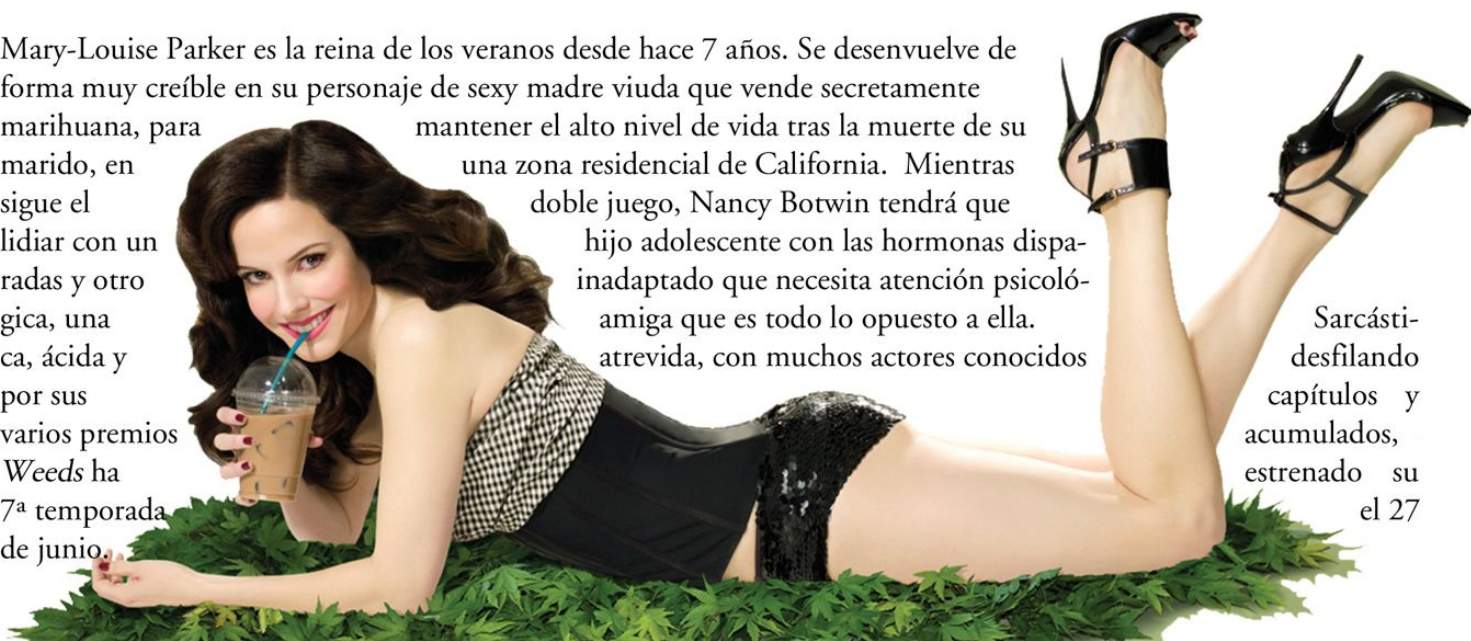 Mary-Louise Parker es la reina de los veranos desde hace 7 años. Se desenvuelve de
forma muy creíble en su personaje de sexy madre viuda que vende secretamente
marihuana, para mantener el alto nivel de vida tras la muerte de su
marido, en una zona residencial de California. Mientras
sigue el doble juego, Nancy Botwin tendrá que
lidiar con un hijo adolescente con las hormonas dispa-
radas y otro inadaptado que necesita atención psicoló-
gica, una amiga que es todo lo opuesto a ella. Sarcásti-
ca, ácida y atrevida, con muchos actores conocidos desfilando
por sus capítulos y
varios premios acumulados,
Weeds ha estrenado su
7ª temporada el 27
de junio.